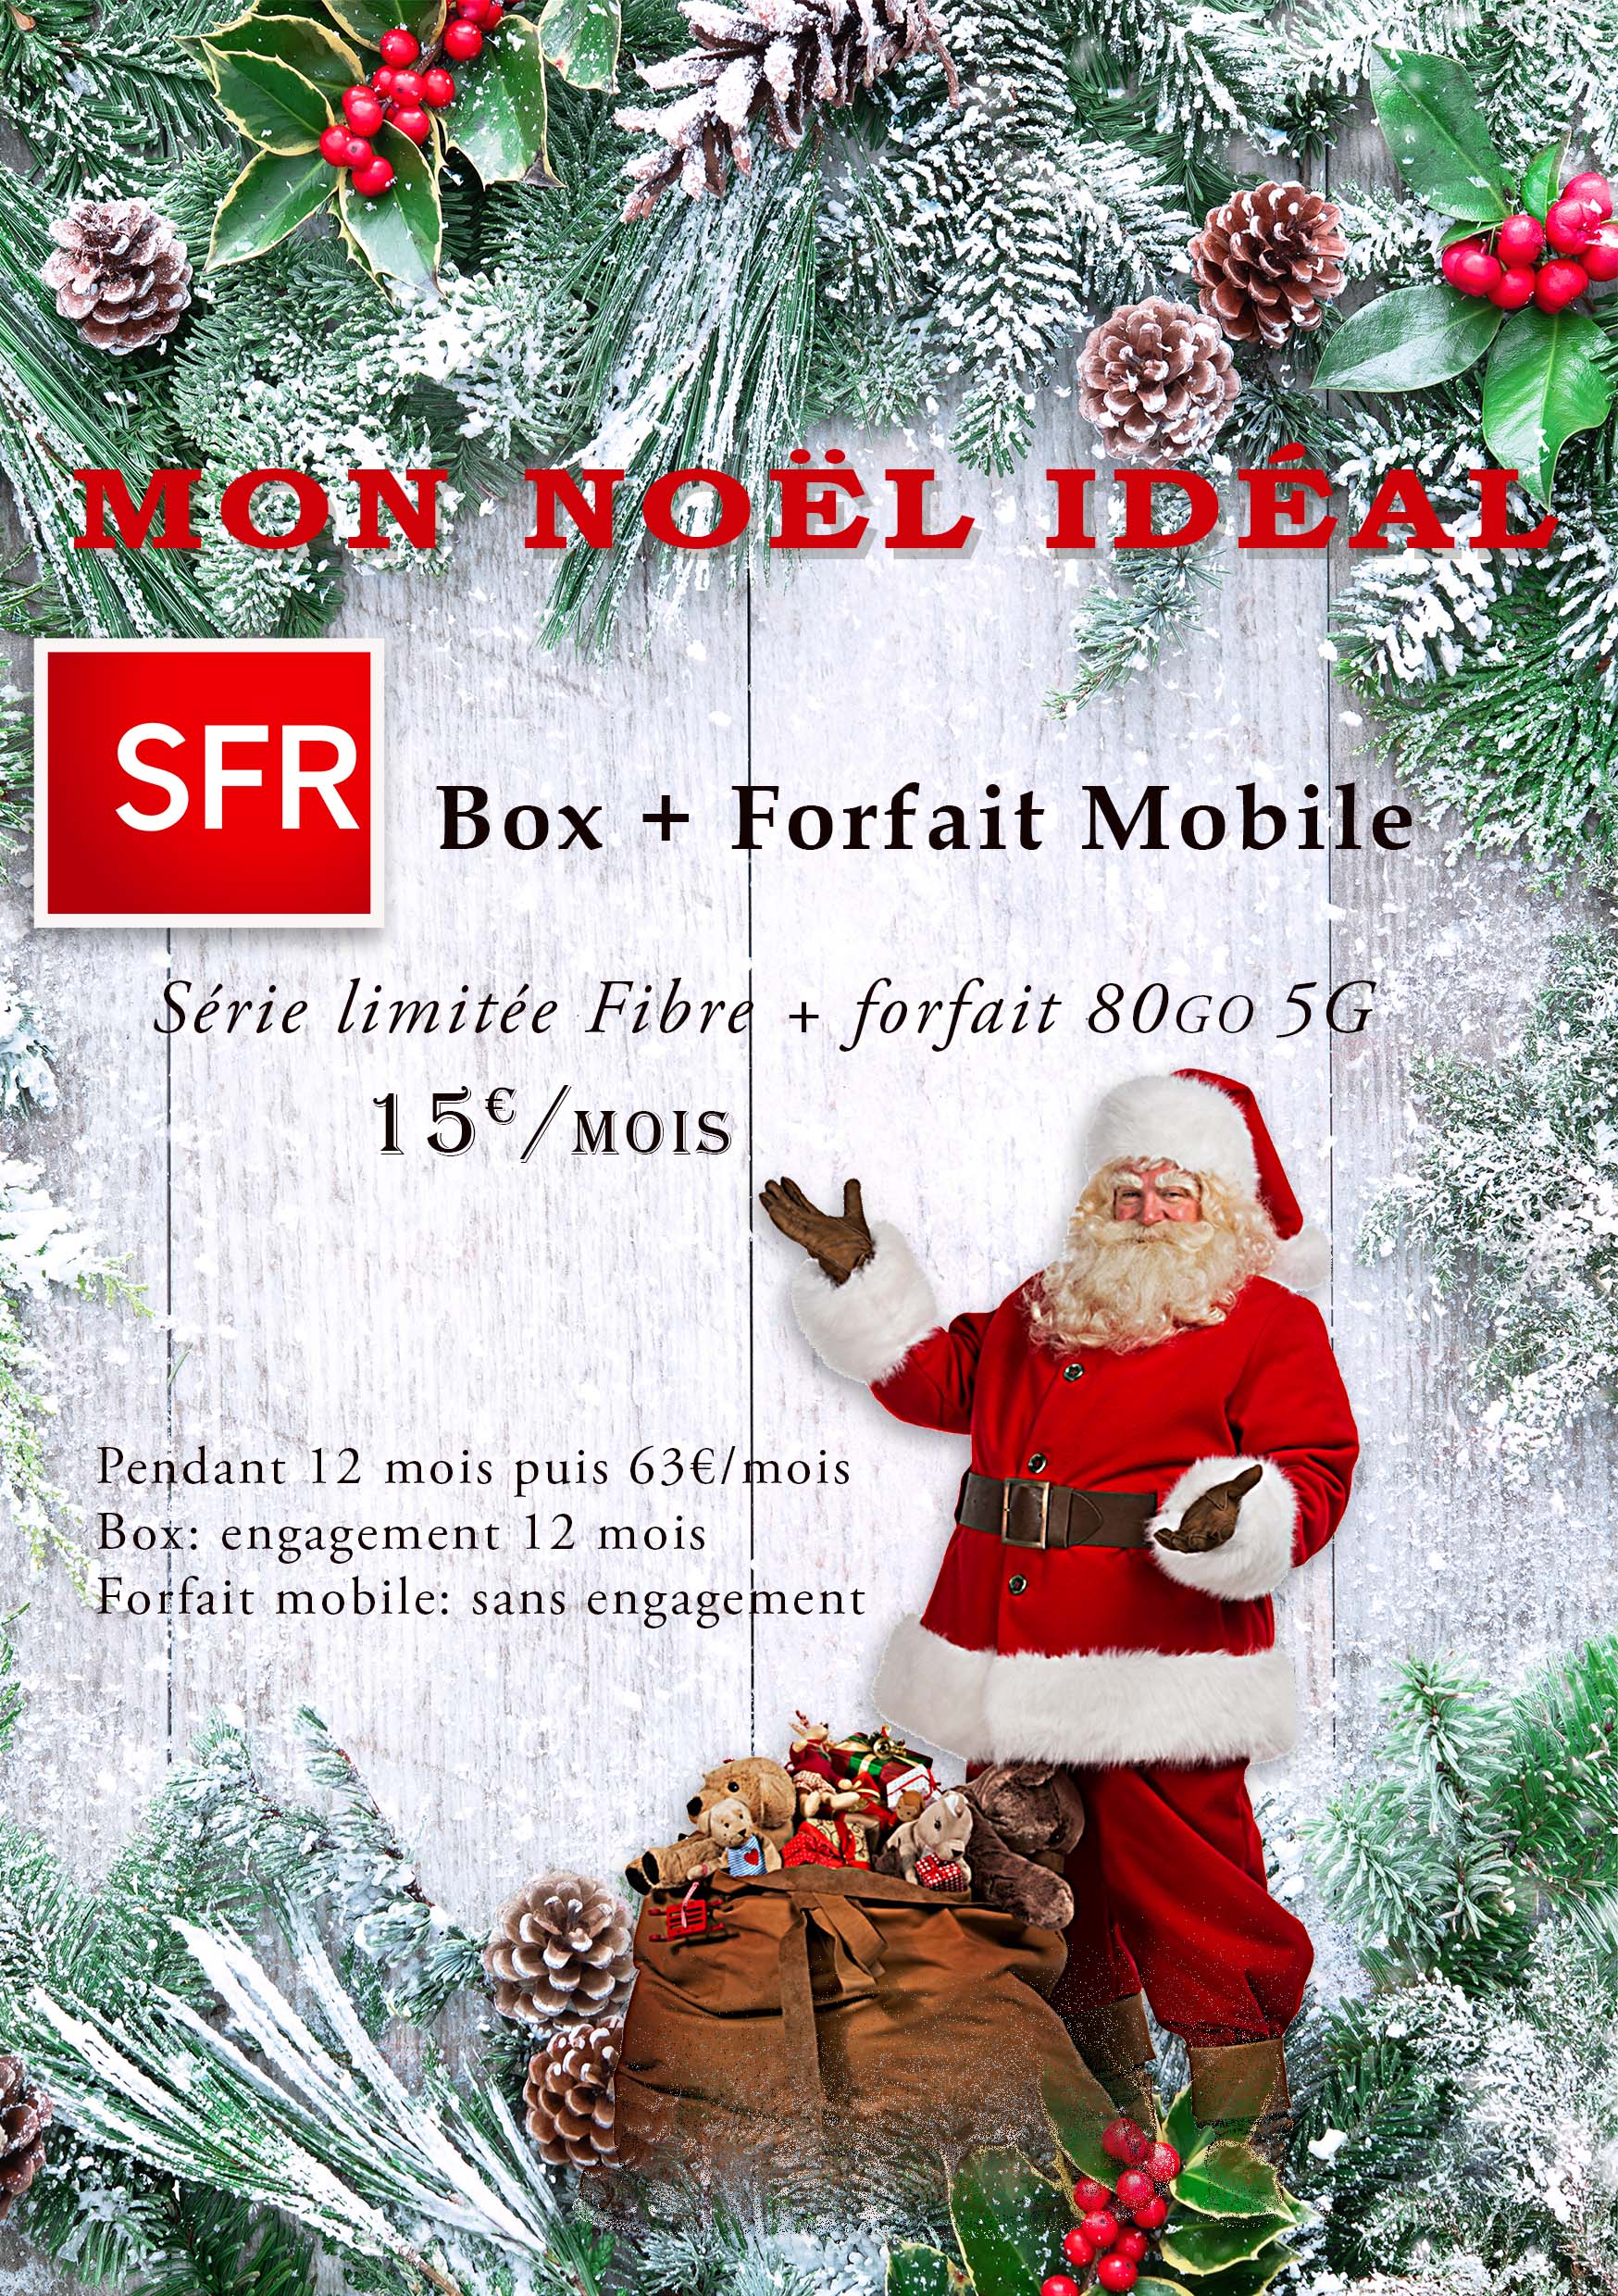 MON NOËL IDÉAL
SFR
Box + Forfait Mobile
Série limitée Fibre + forfait 80GO 5G
15€/MOIS
Pendant 12 mois puis 63€/mois
Box: engagement 12 mois
Forfait mobile: sans engagement